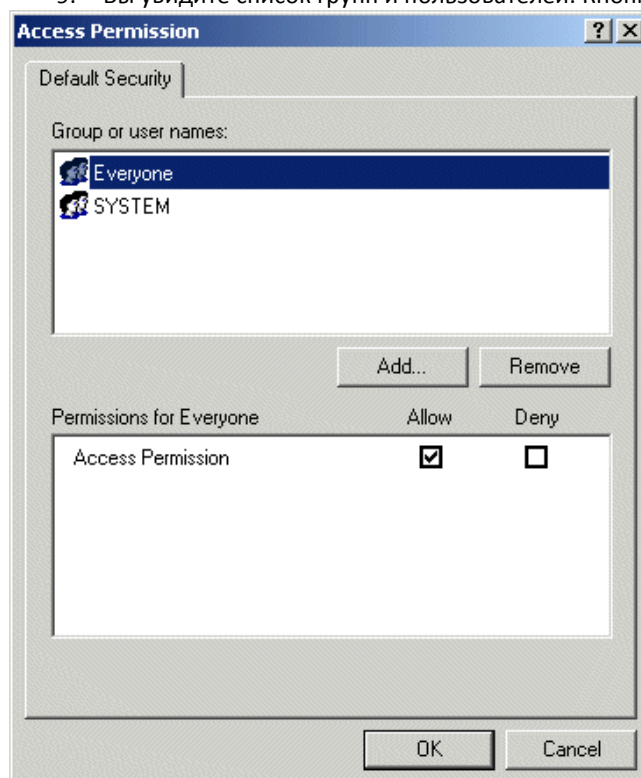 Вы увидите список групп и пользователей.
Access Permission
Default Security
Group or user names:
Everyone
SYSTEM
Add... Remove
Permissions for Everyone Allow Deny
Access Permission
OK Cancel